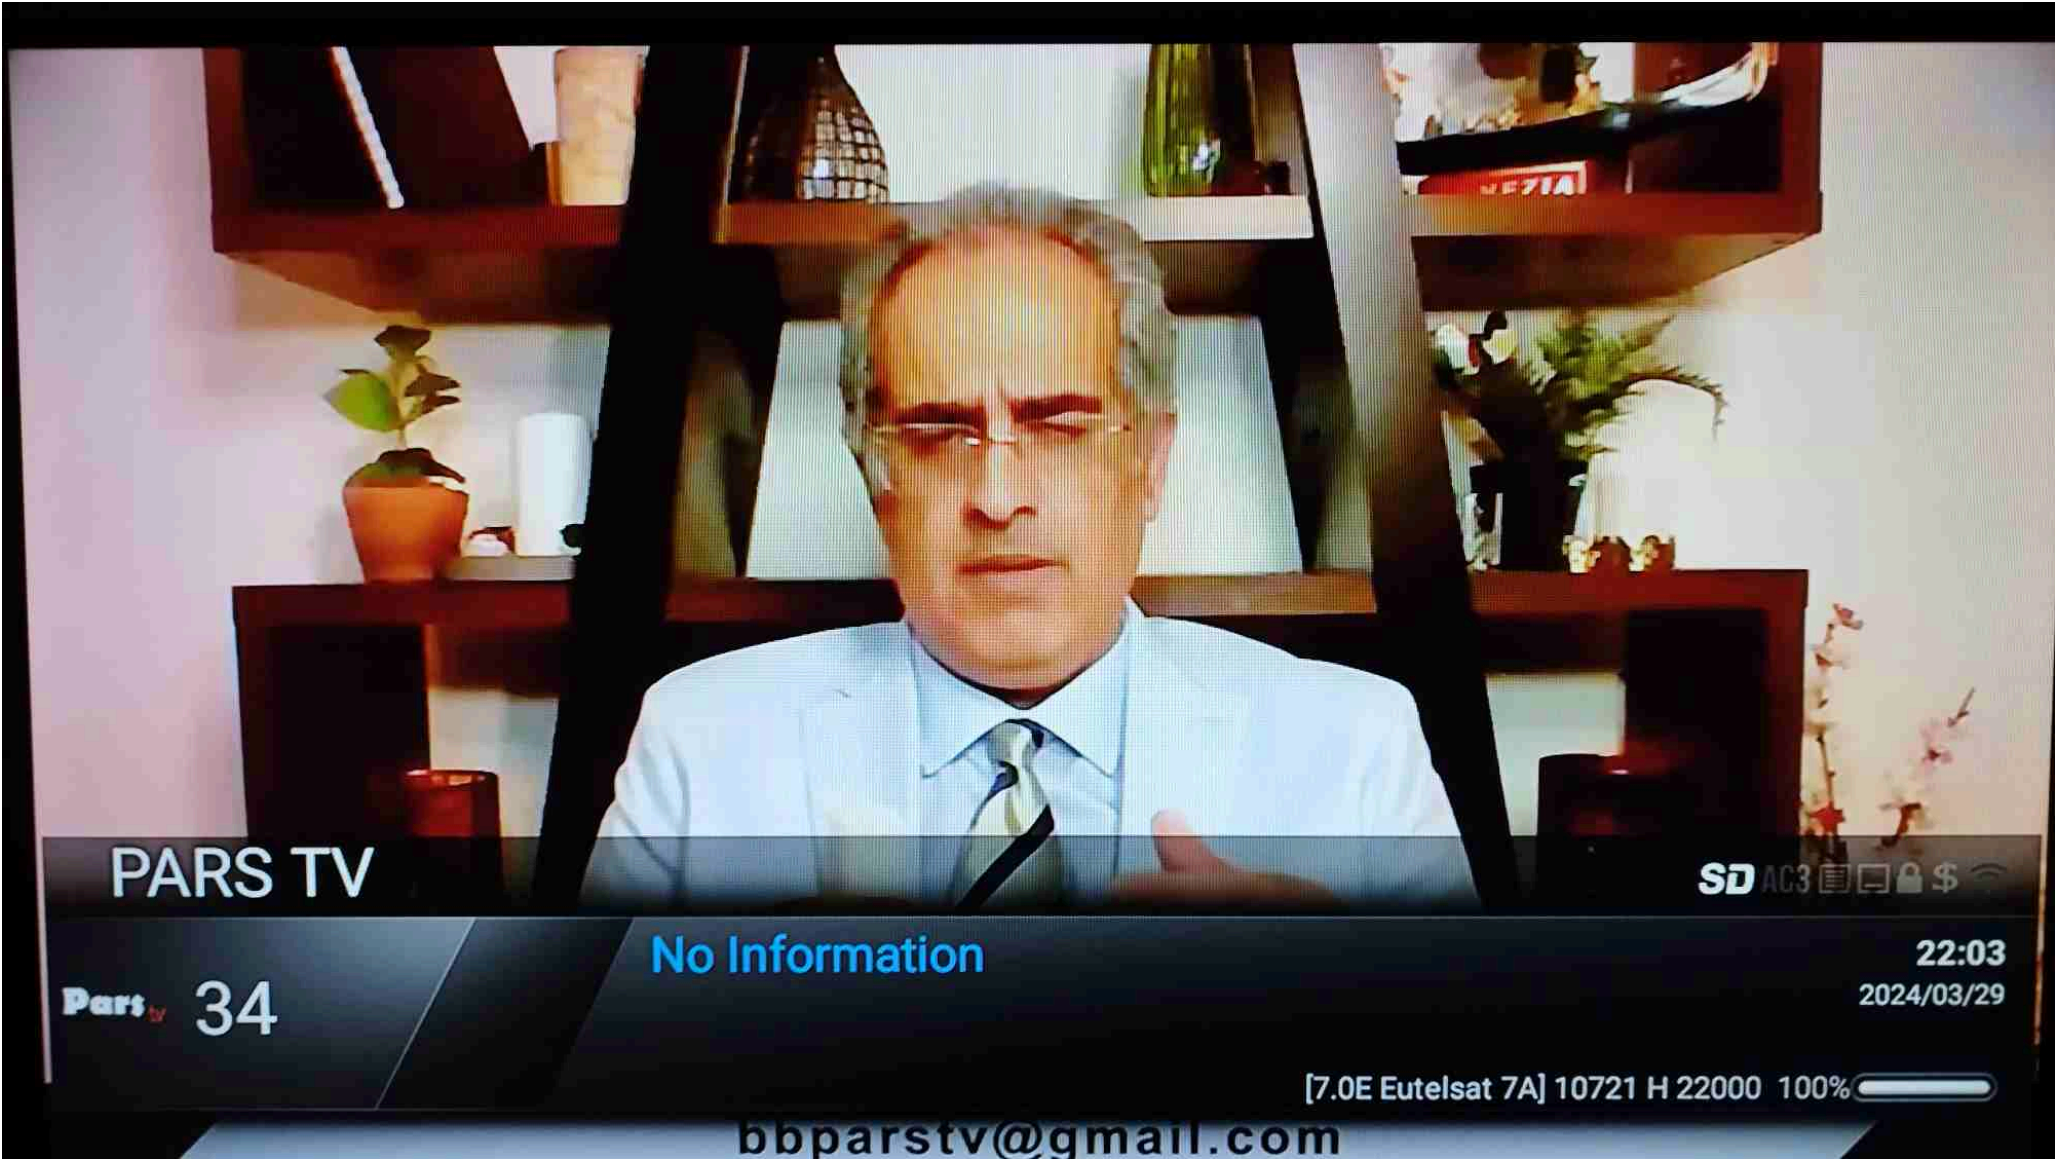 VEZIA
PARS TV
SD AC3 $
Pars tv 34
No Information
22:03
2024/03/29
[7.0E Eutelsat 7A] 10721 H 22000 100%
bbparstv@gmail.com